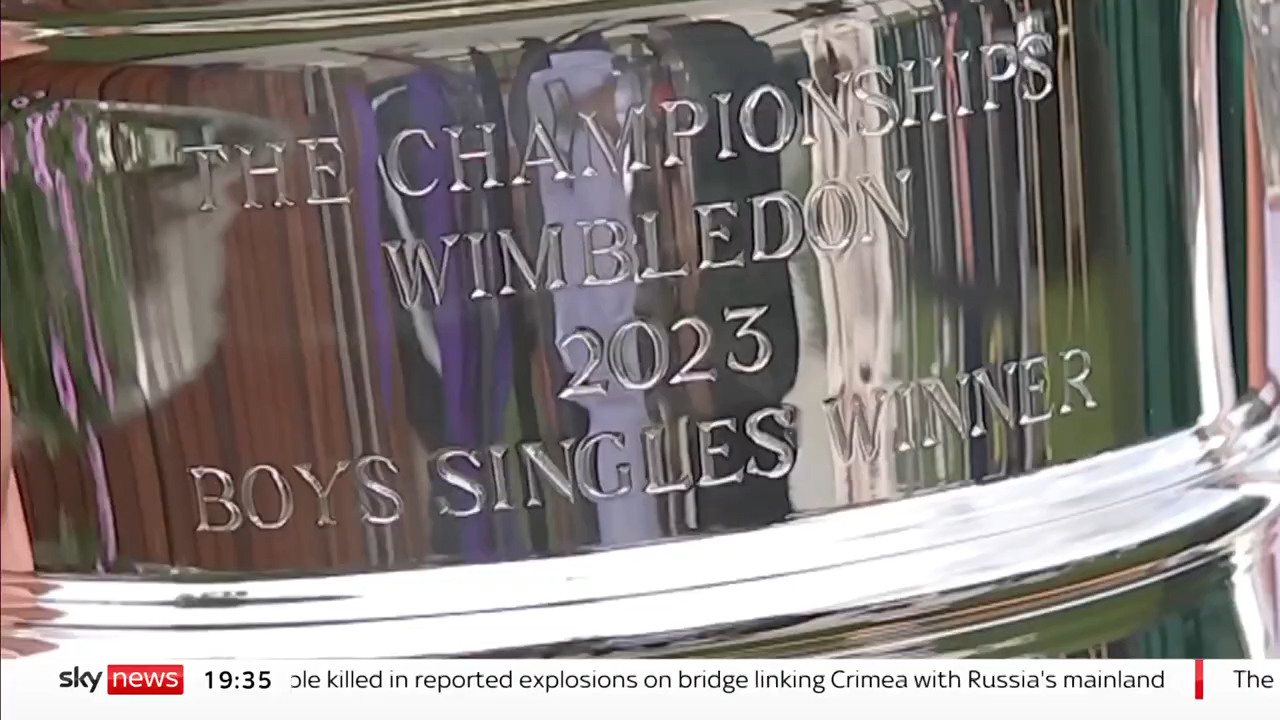 THE CHAMPIONSHIPS
WIMBLEDON
2023
BOYS SINGLES WINNER
sky news 19:35 killed in reported explosions on bridge linking Crimea with Russia's mainland The